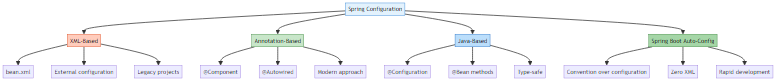 Spring Configuration
XML-Based
Annotation-Based
Java-Based
Spring Boot Auto-Config
bean.xml
External configuration
Legacy projects
@Component
@Autowired
Modern approach
@Configuration
@Bean methods
Type-safe
Convention over configuration
Zero XML
Rapid development